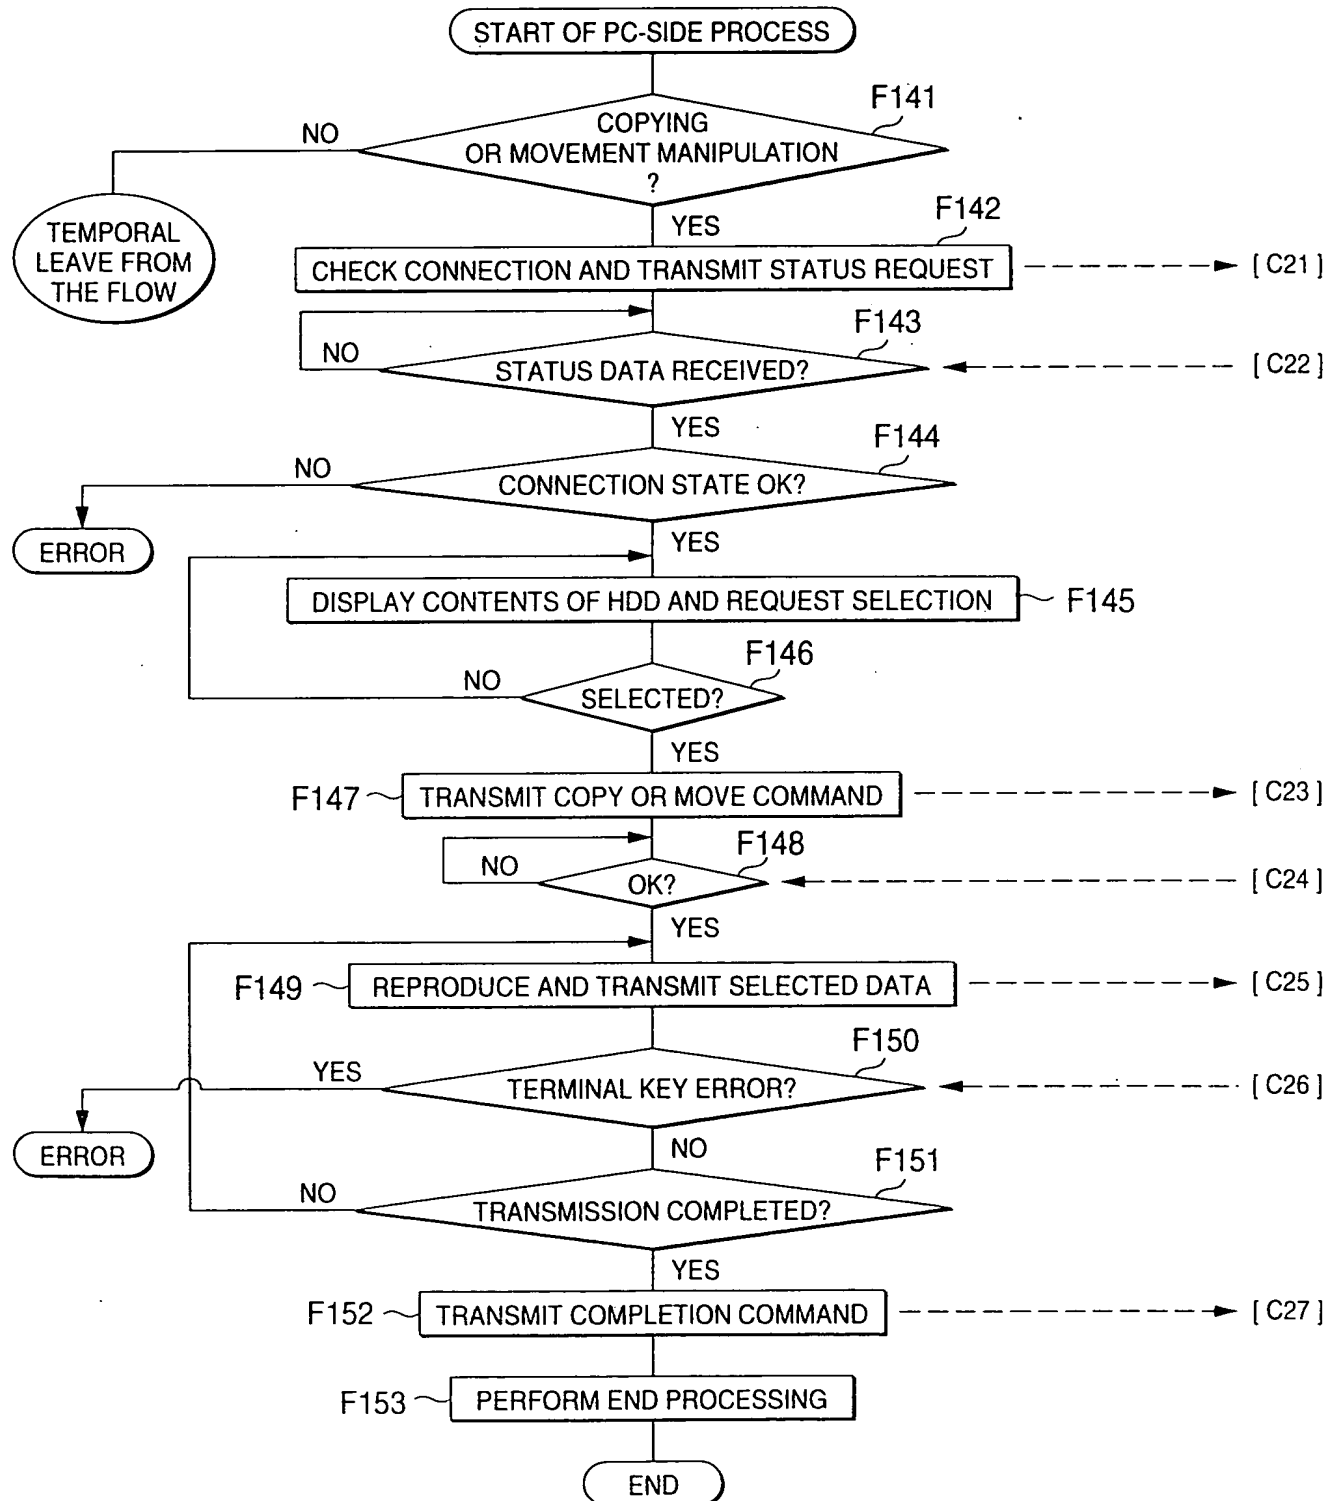 START OF PC-SIDE PROCESS
F141
NO
COPYING
OR MOVEMENT MANIPULATION
?
TEMPORAL
LEAVE FROM
THE FLOW
YES
F142
CHECK CONNECTION AND TRANSMIT STATUS REQUEST
[ C21 ]
F143
NO
STATUS DATA RECEIVED?
[ C22 ]
YES
F144
NO
CONNECTION STATE OK?
ERROR
YES
DISPLAY CONTENTS OF HDD AND REQUEST SELECTION
F145
F146
NO
SELECTED?
YES
F147
TRANSMIT COPY OR MOVE COMMAND
[ C23 ]
F148
NO
OK?
[ C24 ]
YES
F149
REPRODUCE AND TRANSMIT SELECTED DATA
[ C25 ]
F150
YES
TERMINAL KEY ERROR?
[ C26 ]
ERROR
NO
F151
NO
TRANSMISSION COMPLETED?
YES
F152
TRANSMIT COMPLETION COMMAND
[ C27 ]
F153
PERFORM END PROCESSING
END